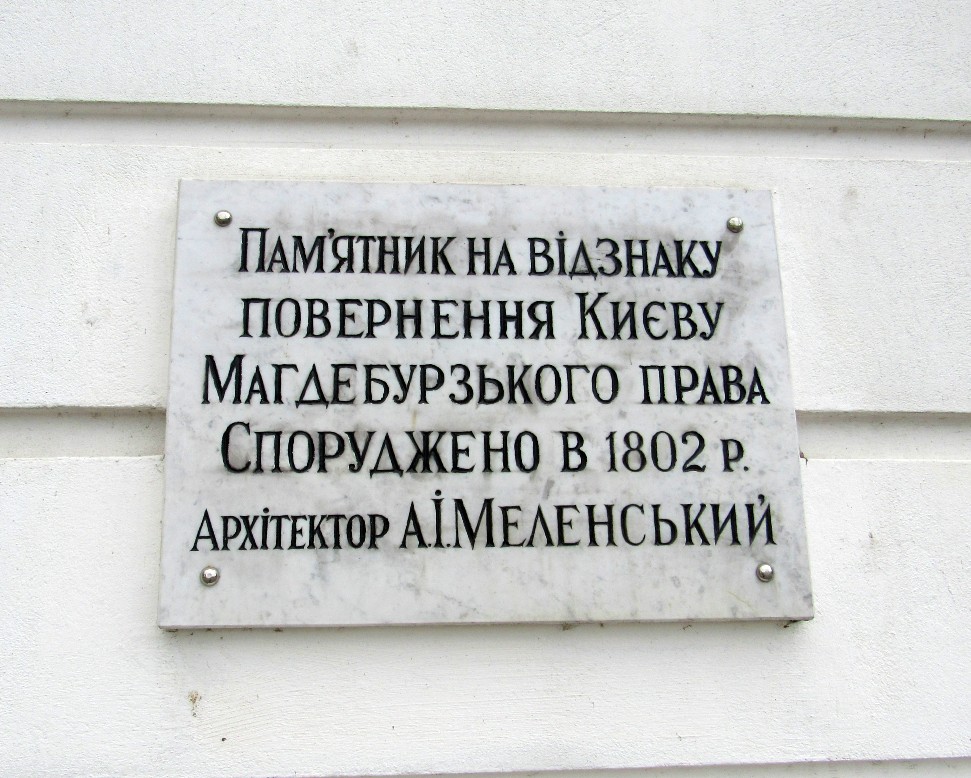 Пам'ятник на відзнаку
повернення Києву
Магдебурзького права
Споруджено в 1802 р.
Архітектор А.І.Меленський